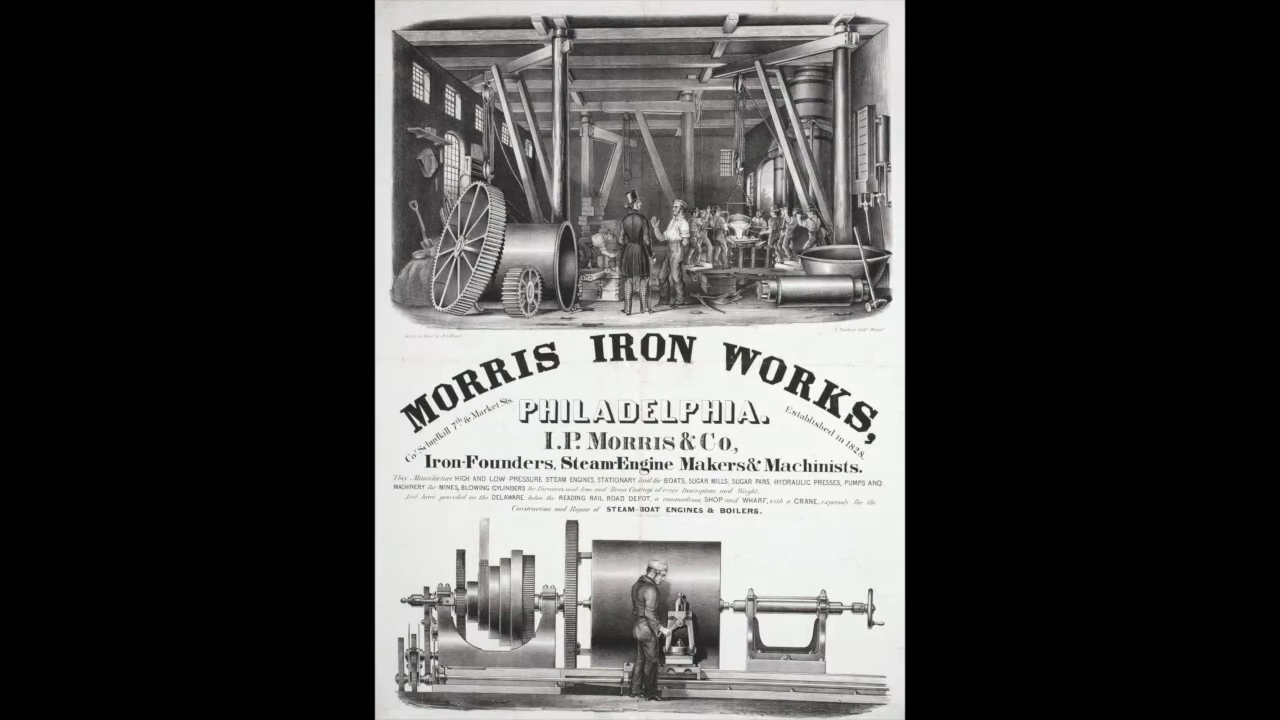 MORRIS IRON WORKS,
Cor. Schuylkill 7th & Market Sts.
PHILADELPHIA.
Established in 1828.
I.P. MORRIS & Co,
Iron-Founders, Steam-Engine Makers & Machinists.
They Manufacture HIGH AND LOW PRESSURE STEAM ENGINES, STATIONARY and for BOATS, SUGAR MILLS, SUGAR PANS, HYDRAULIC PRESSES, PUMPS AND
MACHINERY for MINES, BLOWING CYLINDERS for Furnaces, and Iron and Brass Castings of every Description and Weight.
And have provided on the DELAWARE below the READING RAIL ROAD DEPOT, a commodious SHOP and WHARF, with a CRANE, expressly for the
Construction and Repair of STEAM-BOAT ENGINES & BOILERS.